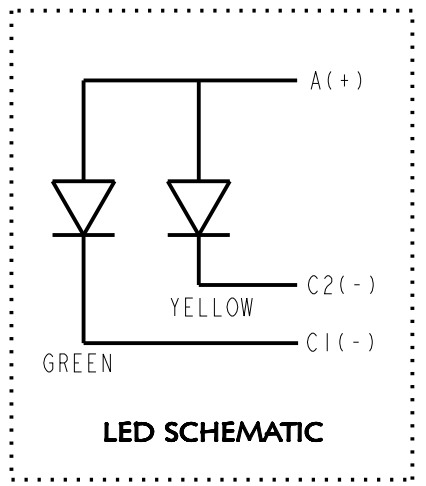 A(+)
C2(-)
YELLOW
C1(-)
GREEN
LED SCHEMATIC